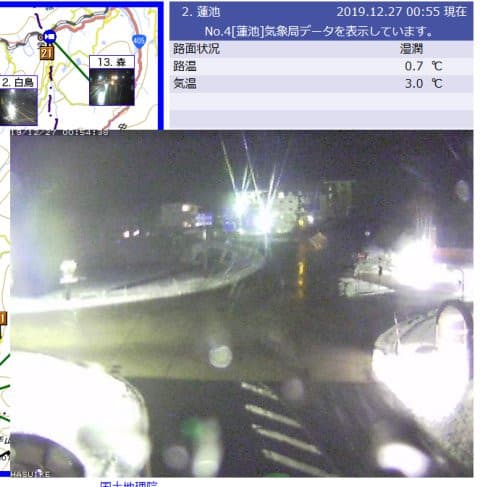 2. 蓮池 2019.12.27 00:55 現在
No.4[蓮池]気象局データを表示しています。
路面状況 湿潤
路温 0.7 ℃
気温 3.0 ℃
405
21
13. 森
2. 白鳥
19/12/27 00:54:38
HASUIKE
国土地理院